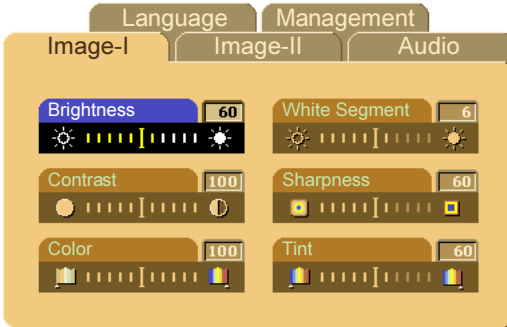 Language Management
Image-I Image-II Audio
Brightness 60
White Segment 6
Contrast 100
Sharpness 60
Color 100
Tint 60